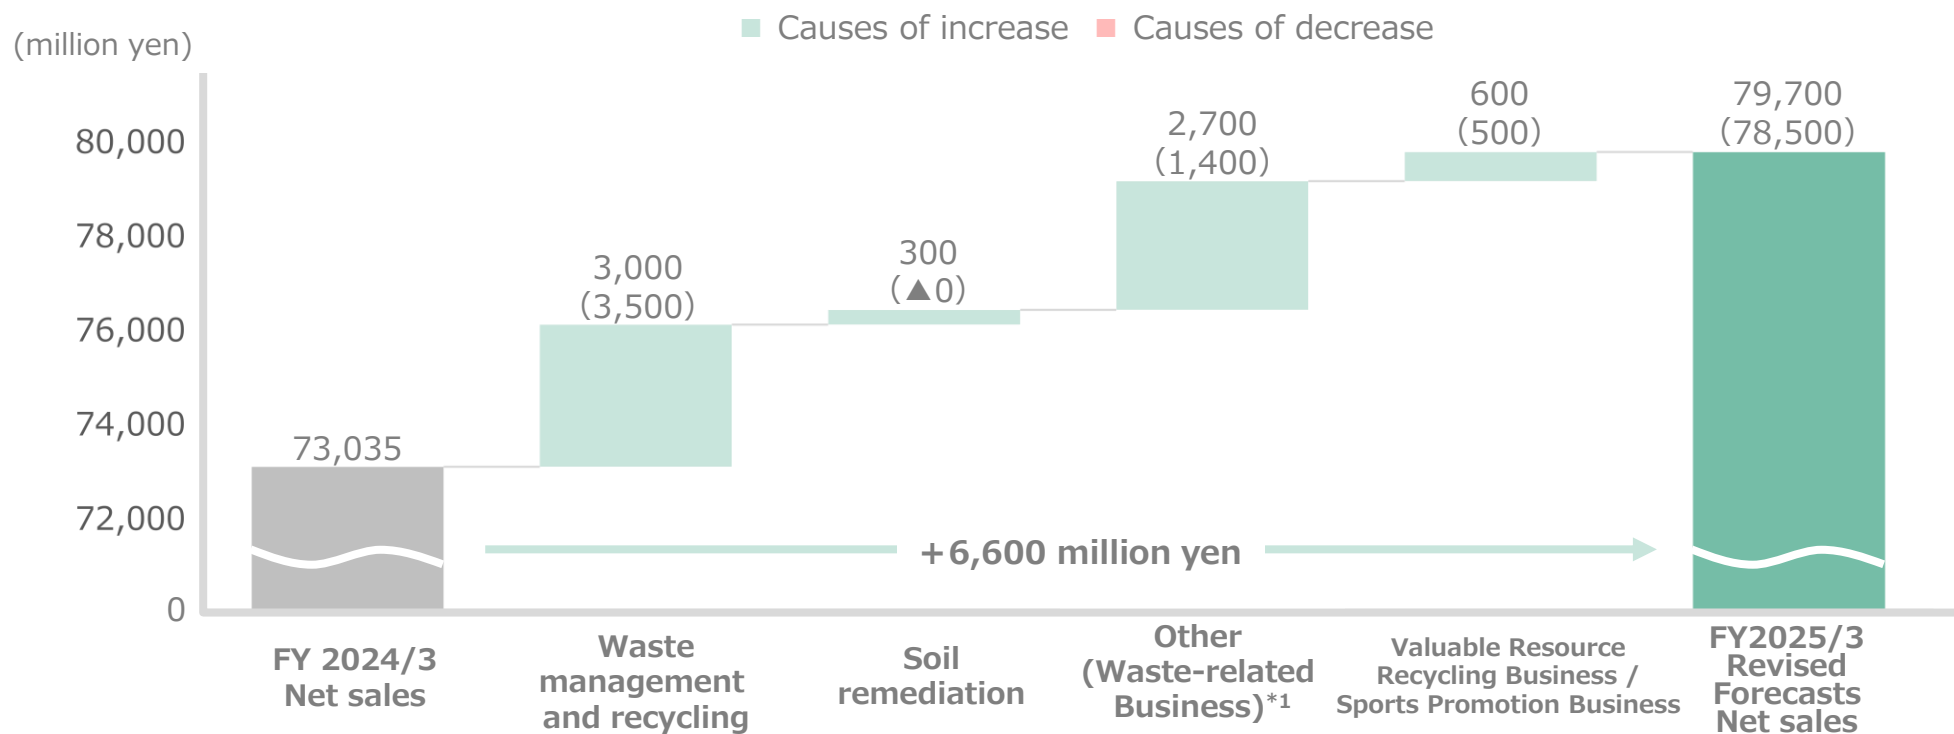 (million yen)
Causes of increase
Causes of decrease
80,000
78,000
76,000
74,000
72,000
0
73,035
3,000
(3,500)
300
(▲0)
2,700
(1,400)
600
(500)
79,700
(78,500)
+6,600 million yen
FY 2024/3
Net sales
Waste
management
and recycling
Soil
remediation
Other
(Waste-related
Business)*1
Valuable Resource
Recycling Business /
Sports Promotion Business
FY2025/3
Revised
Forecasts
Net sales